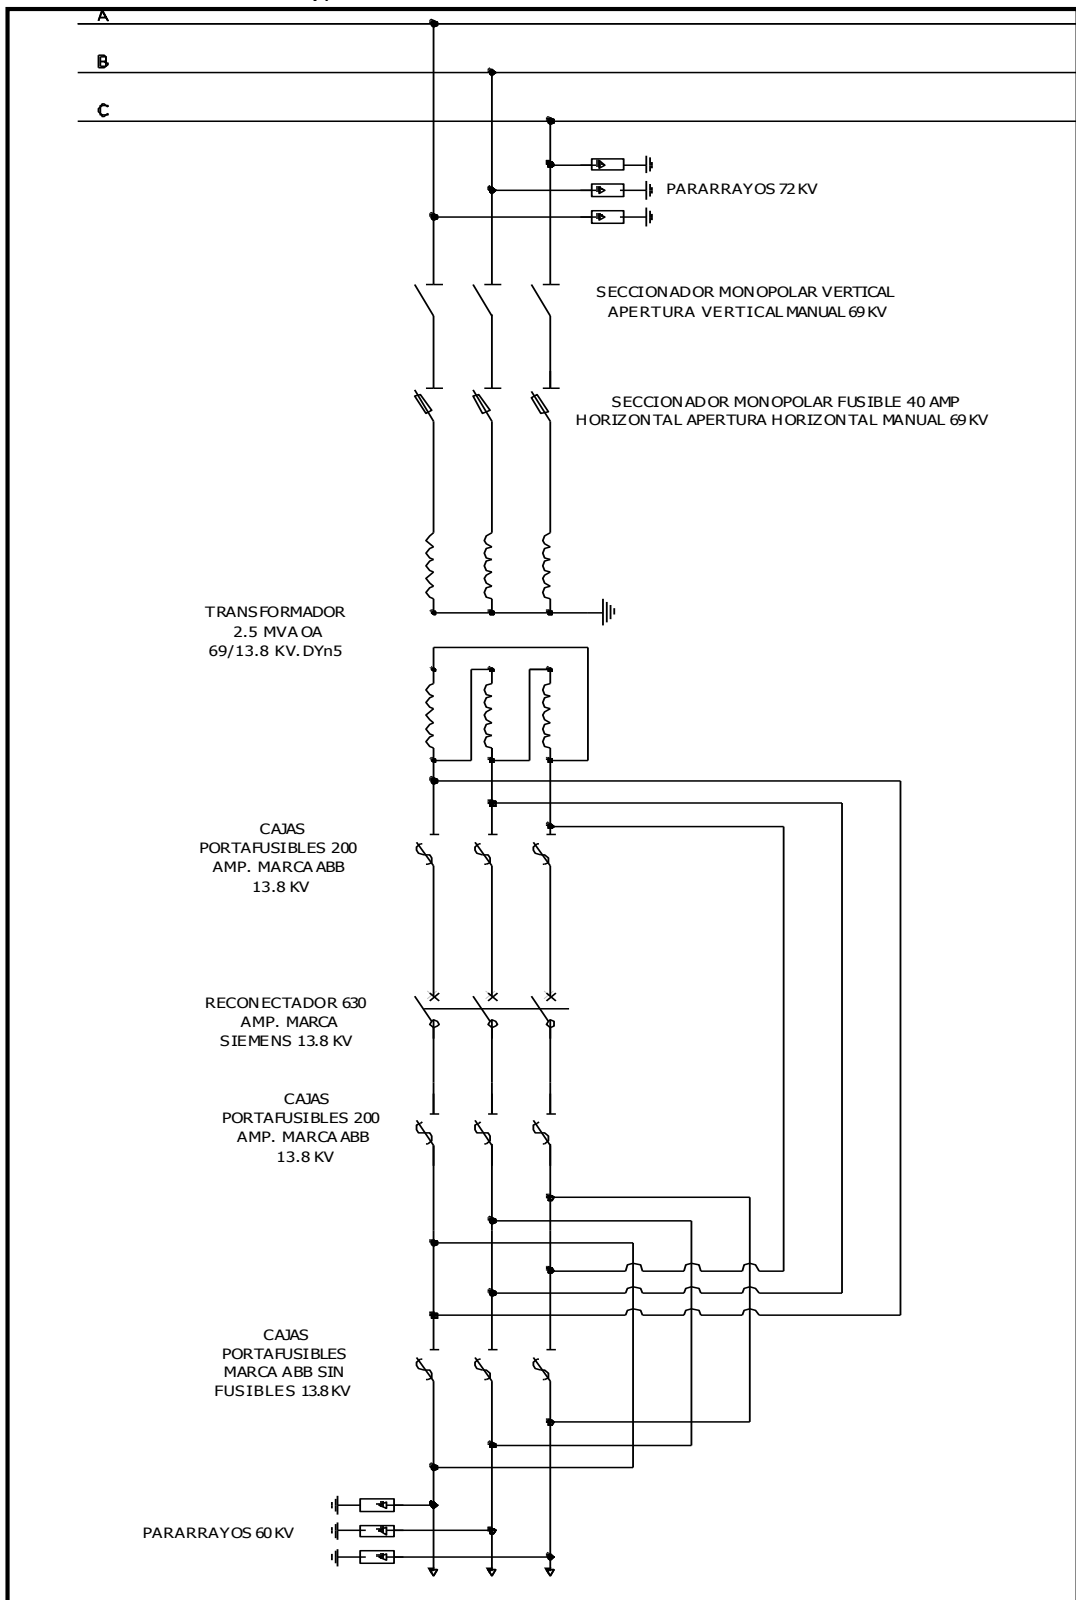 A
B
C
PARARRAYOS 72 KV
SECCIONADOR MONOPOLAR VERTICAL
APERTURA VERTICAL MANUAL 69 KV
SECCIONADOR MONOPOLAR FUSIBLE 40 AMP
HORIZONTAL APERTURA HORIZONTAL MANUAL 69 KV
TRANSFORMADOR
2.5 MVA OA
69/13.8 KV. DYn5
CAJAS
PORTAFUSIBLES 200
AMP. MARCA ABB
13.8 KV
RECONECTADOR 630
AMP. MARCA
SIEMENS 13.8 KV
CAJAS
PORTAFUSIBLES 200
AMP. MARCA ABB
13.8 KV
CAJAS
PORTAFUSIBLES
MARCA ABB SIN
FUSIBLES 13.8 KV
PARARRAYOS 60 KV